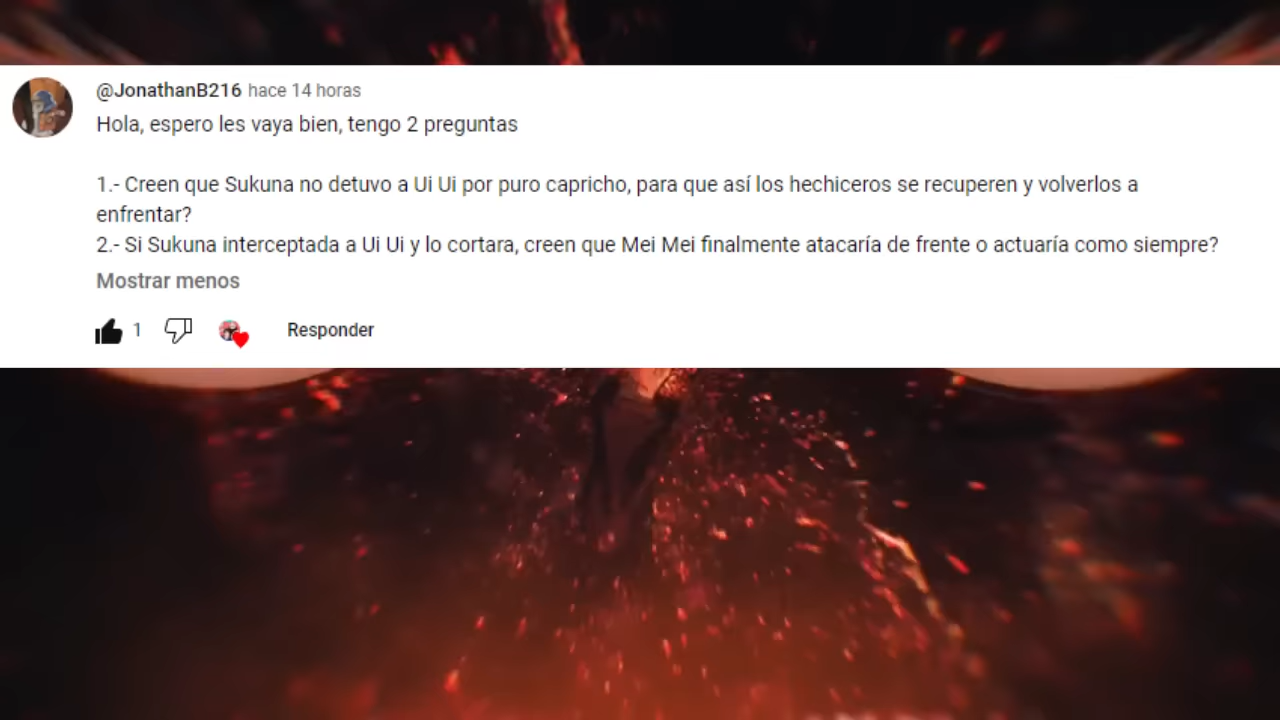 @JonathanB216 hace 14 horas
Hola, espero les vaya bien, tengo 2 preguntas
1.- Creen que Sukuna no detuvo a Ui Ui por puro capricho, para que así los hechiceros se recuperen y volverlos a
enfrentar?
2.- Si Sukuna interceptada a Ui Ui y lo cortara, creen que Mei Mei finalmente atacaría de frente o actuaría como siempre?
Mostrar menos
1 Responder